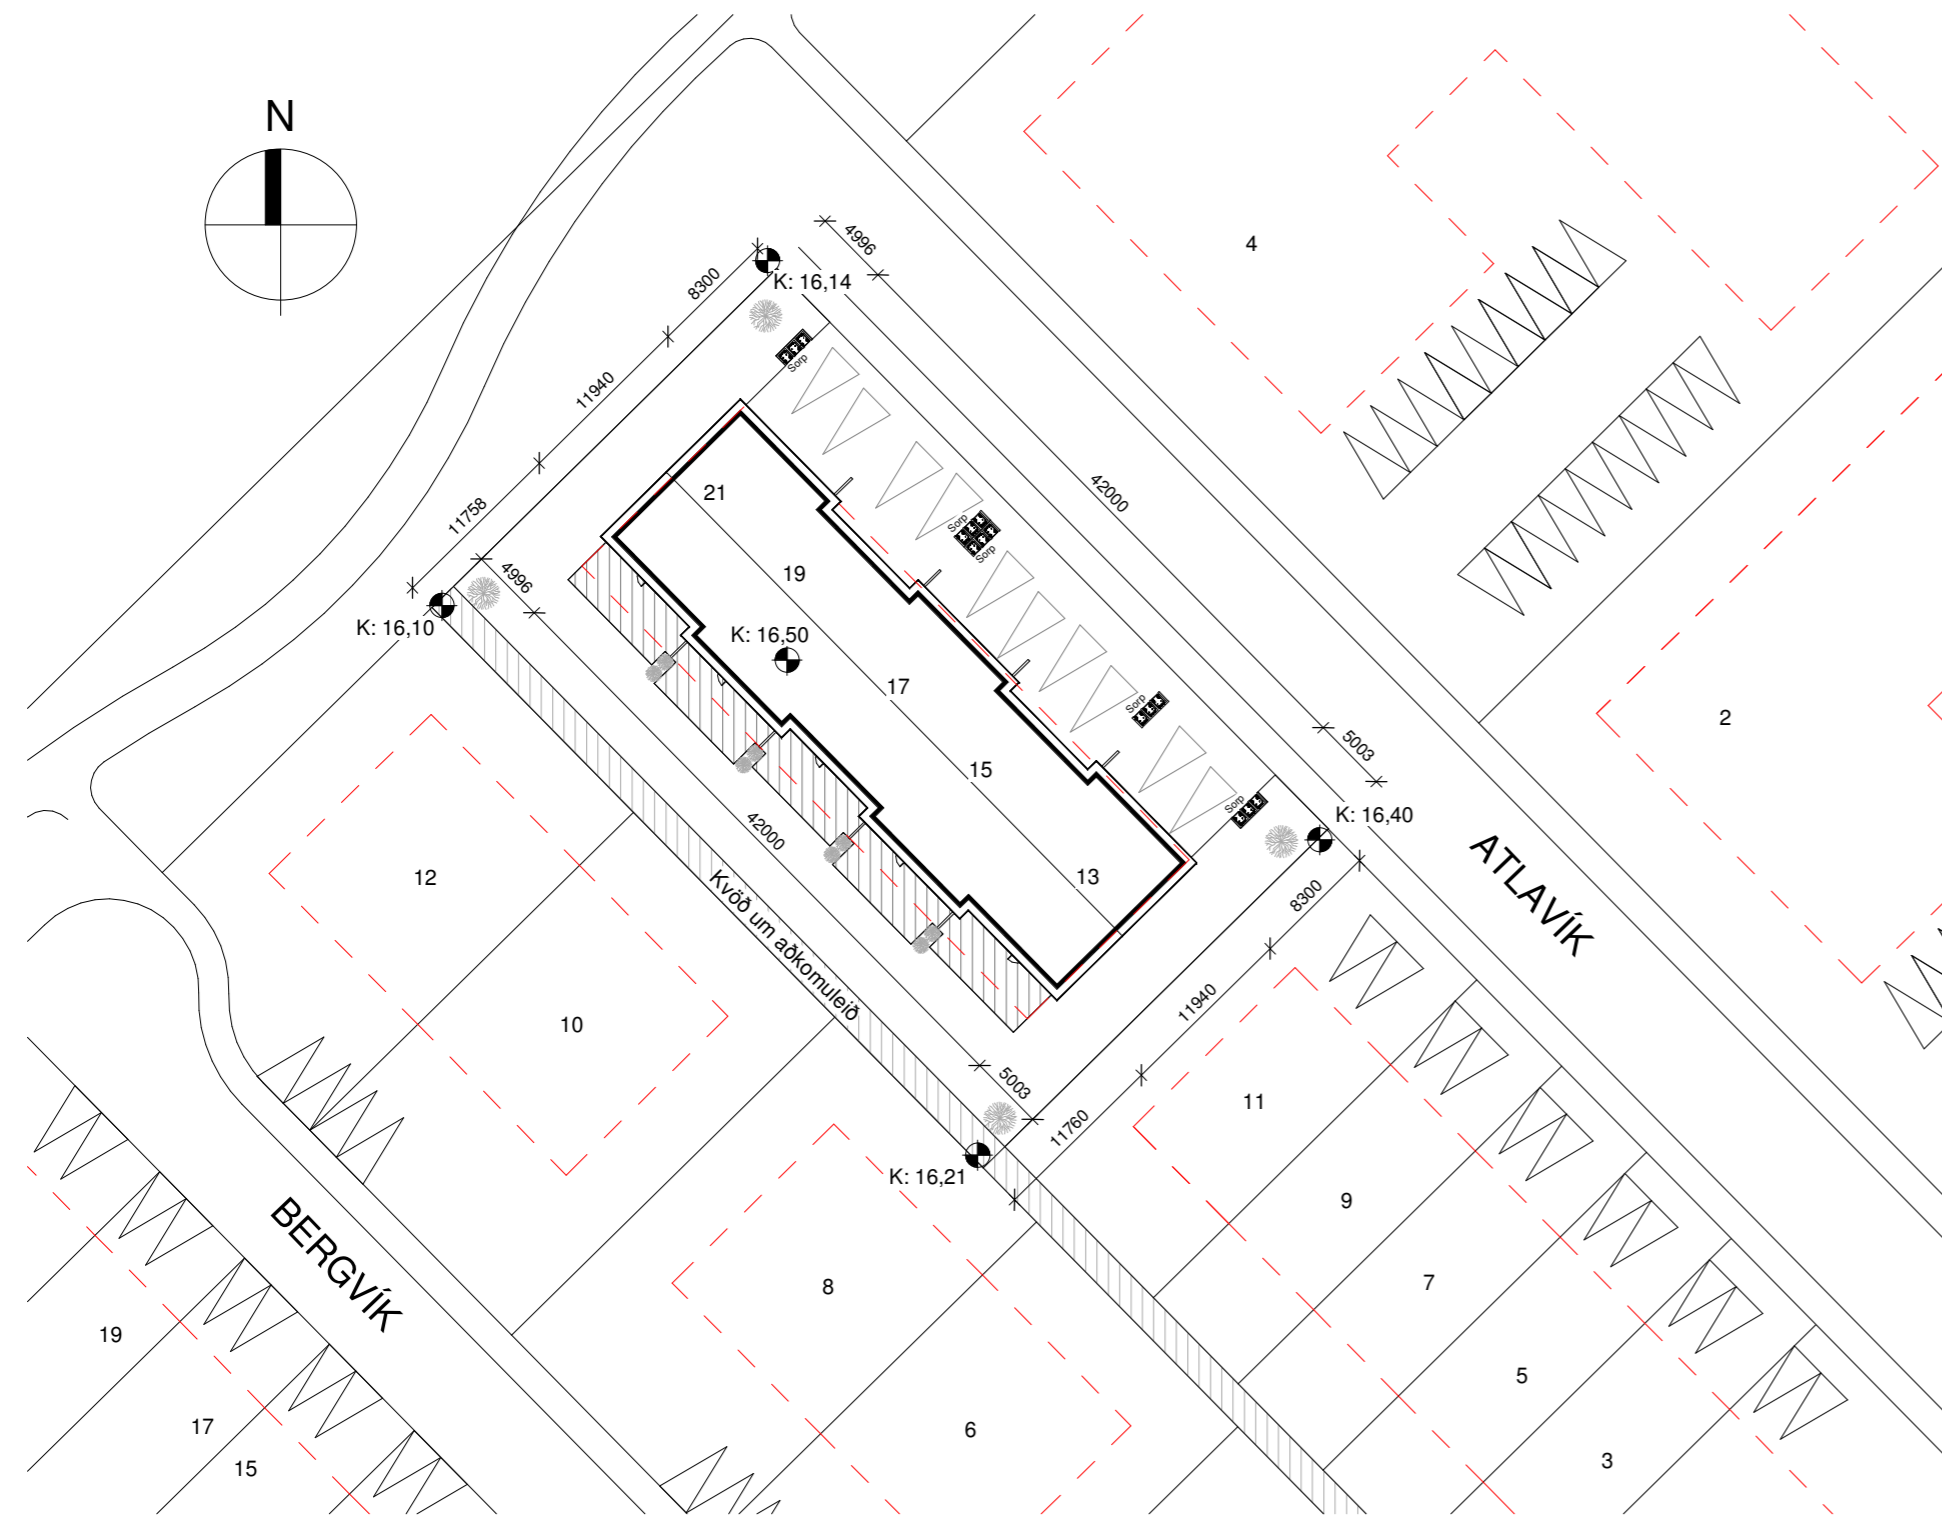 N
4996
8300
K: 16,14
4
Sorp
11940
42000
21
11758
Sorp
Sorp
4996
19
K: 16,10
K: 16,50
17
Sorp
2
5003
15
Sorp
K: 16,40
42000
ATLAVÍK
12
13
8300
Kvöð um aðkomuleið
11940
10
5003
11
11760
K: 16,21
9
BERGVÍK
8
7
19
5
17
6
15
3